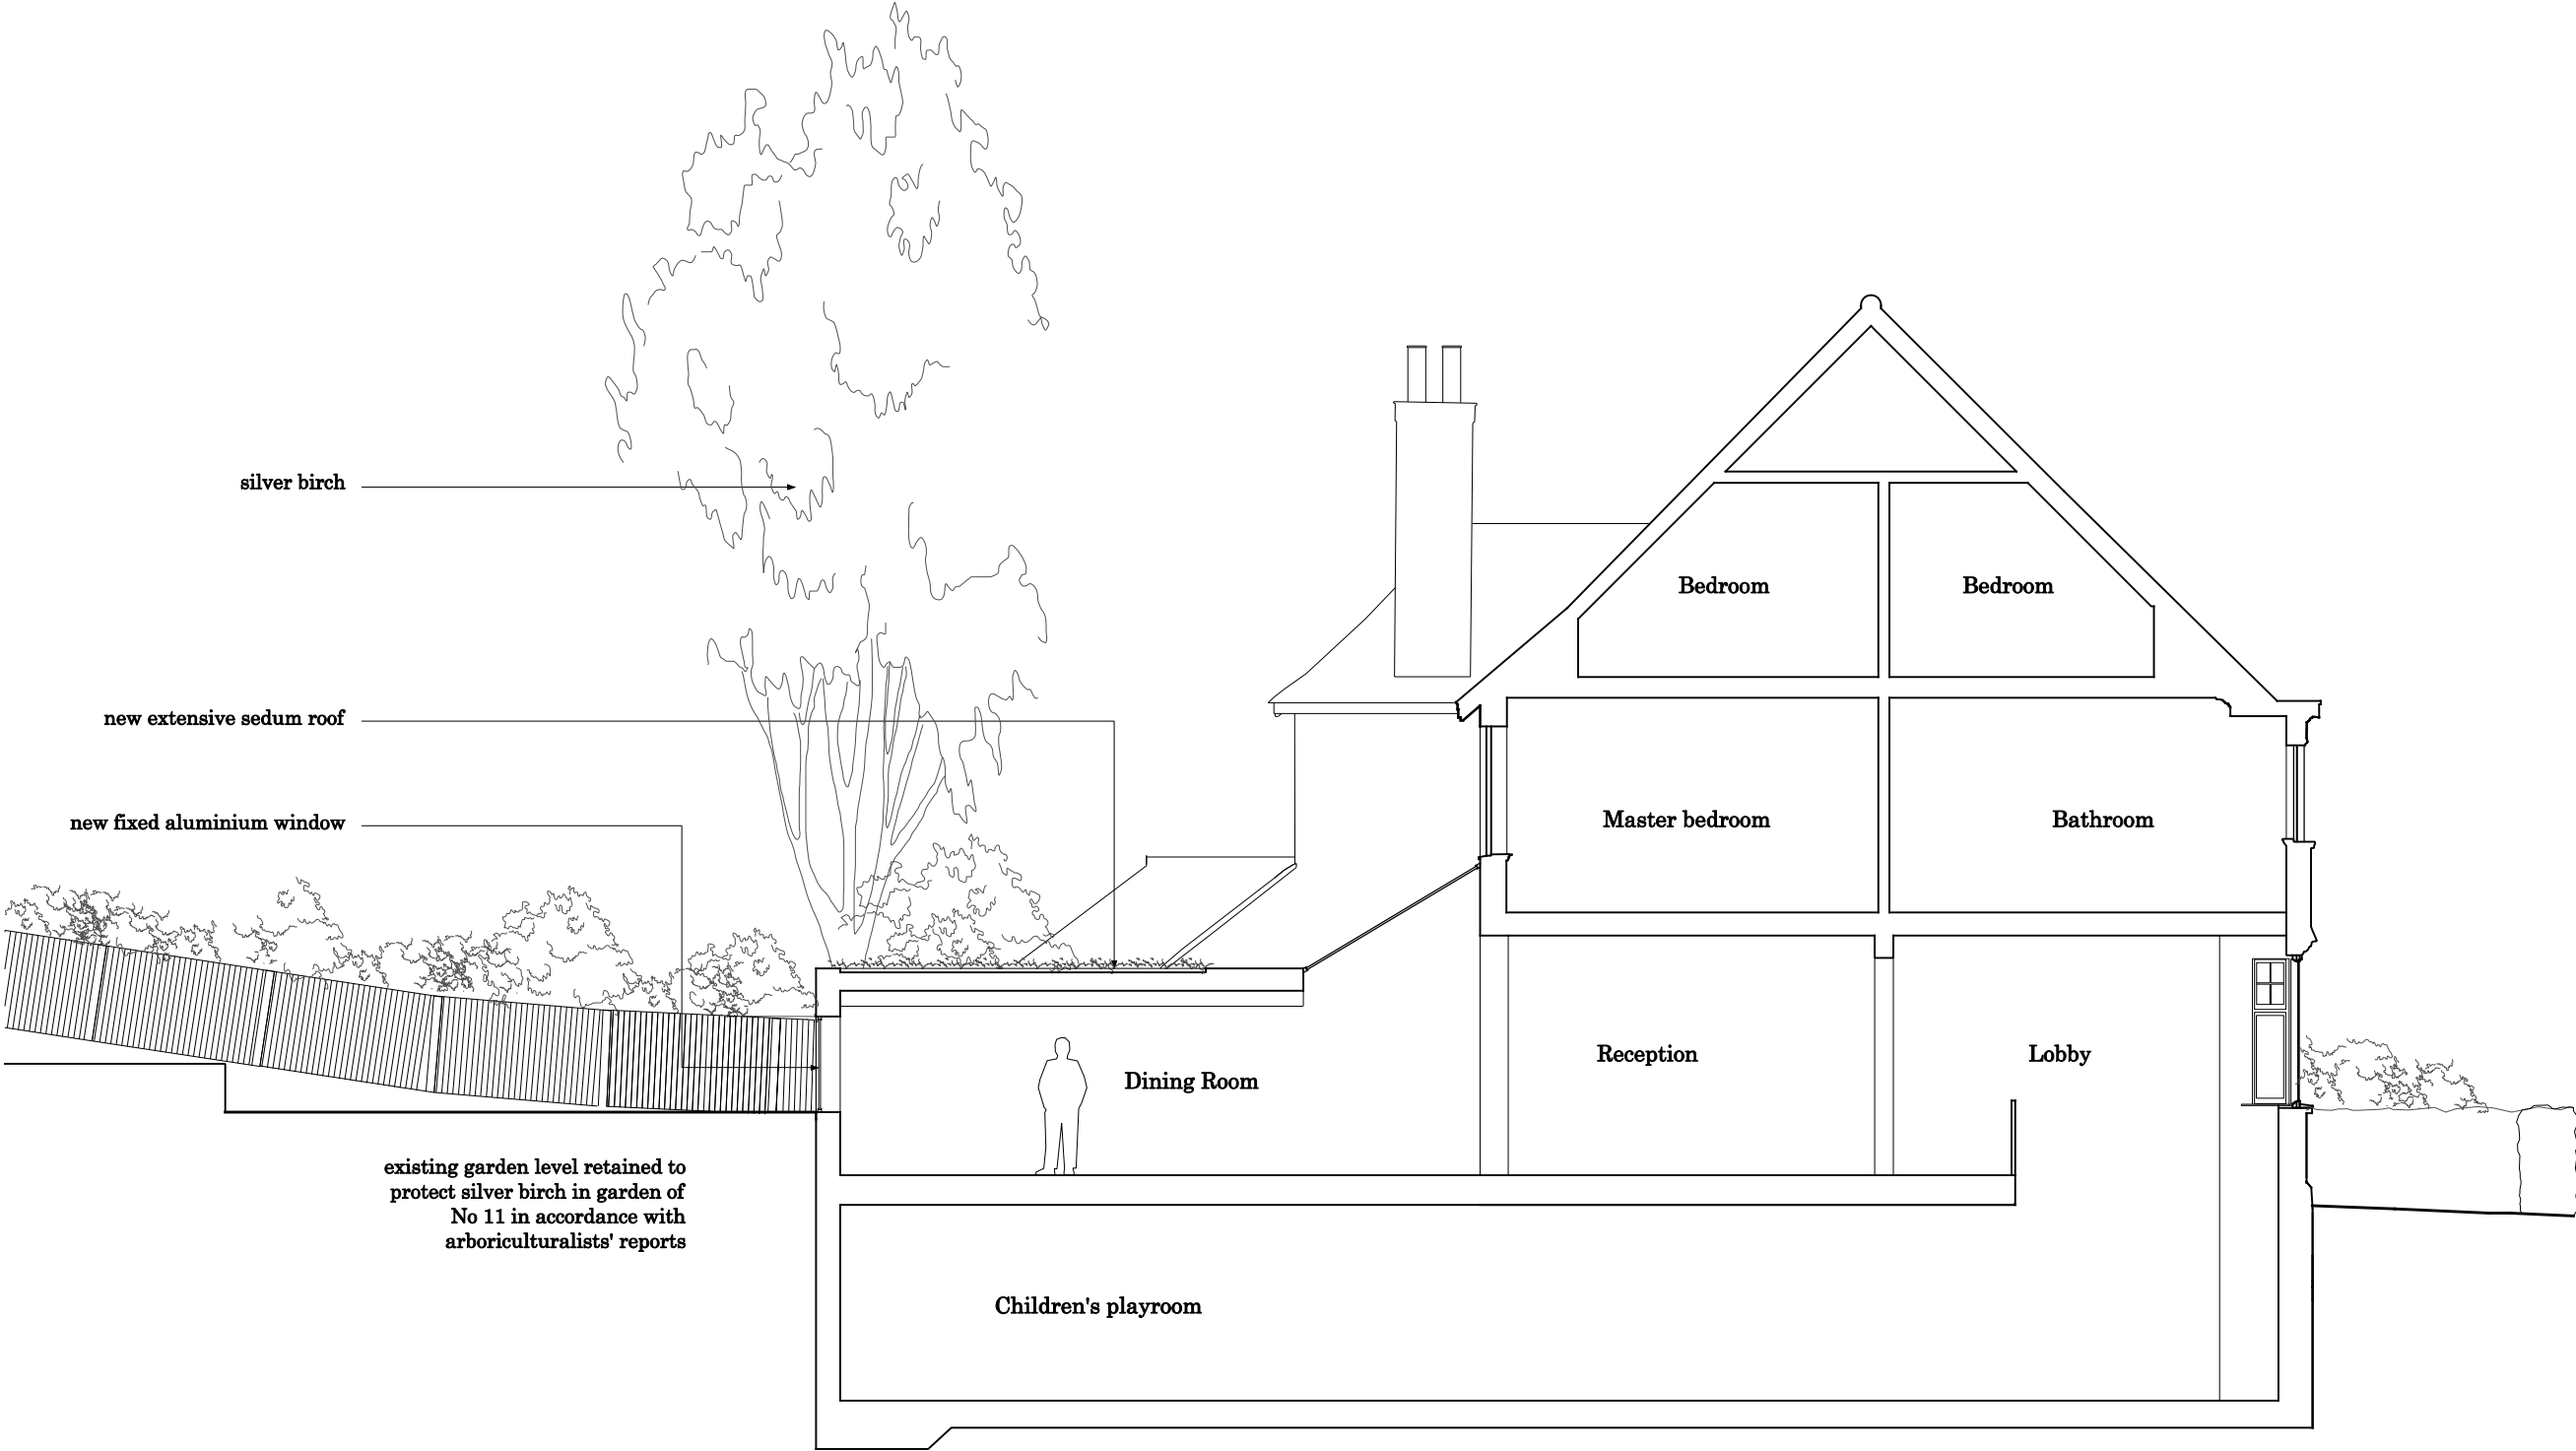 silver birch
Bedroom
Bedroom
new extensive sedum roof
new fixed aluminium window
Master bedroom
Bathroom
Reception
Lobby
Dining Room
existing garden level retained to
protect silver birch in garden of
No 11 in accordance with
arboriculturalists' reports
Children's playroom